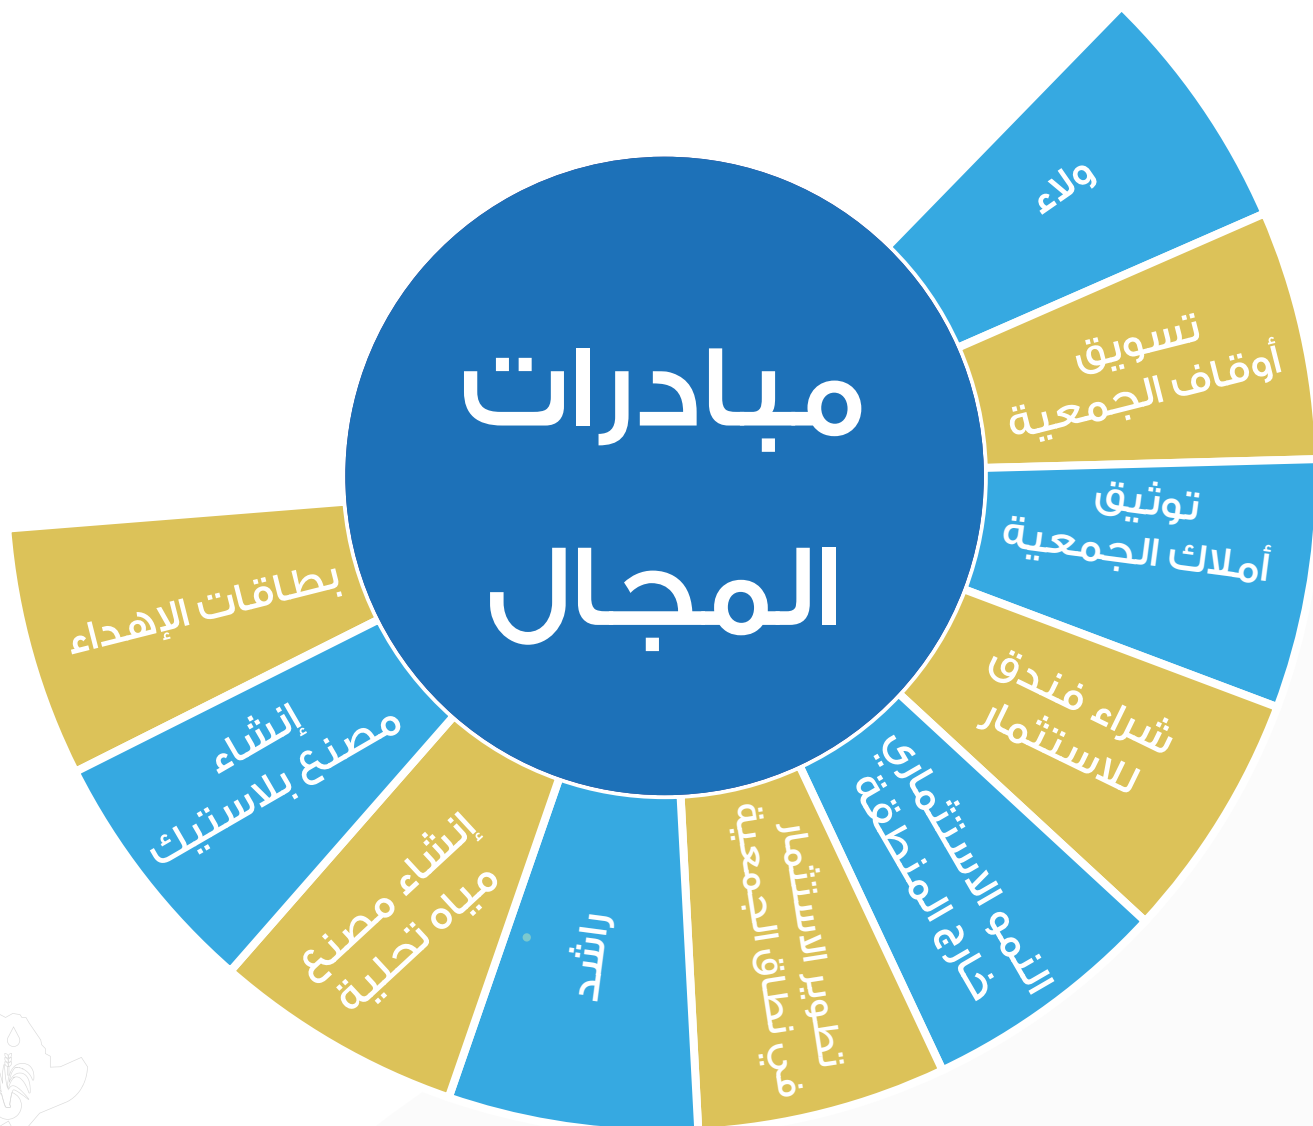 مبادرات
المجال
ولاء
تسويق
أوقاف الجمعية
توثيق
أملاك الجمعية
شراء فندق
للاستثمار
النمو الاستثماري
خارج المنطقة
تطوير الاستثمار
في نطاق الجمعية
راشد
إنشاء مصنع
مياه تحلية
إنشاء
مصنع بلاستيك
بطاقات الإهداء